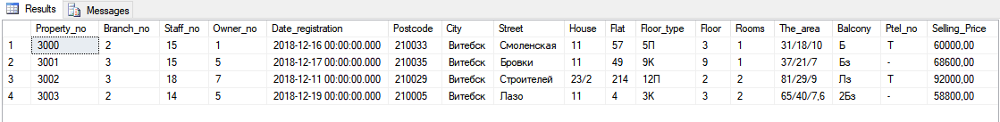 Results Messages
Property_no Branch_no Staff_no Owner_no Date_registration Postcode City Street House Flat Floor_type Floor Rooms The_area Balcony Ptel_no Selling_Price
1 3000 2 15 1 2018-12-16 00:00:00.000 210033 Витебск Смоленская 11 57 5П 3 1 31/18/10 Б Т 60000,00
2 3001 3 15 5 2018-12-17 00:00:00.000 210035 Витебск Бровки 11 49 9К 9 1 37/21/7 Бз - 68600,00
3 3002 3 18 7 2018-12-11 00:00:00.000 210029 Витебск Строителей 23/2 214 12П 2 2 81/29/9 Лз Т 92000,00
4 3003 2 14 5 2018-12-19 00:00:00.000 210005 Витебск Лазо 11 4 3К 3 2 65/40/7,6 2Бз - 58800,00